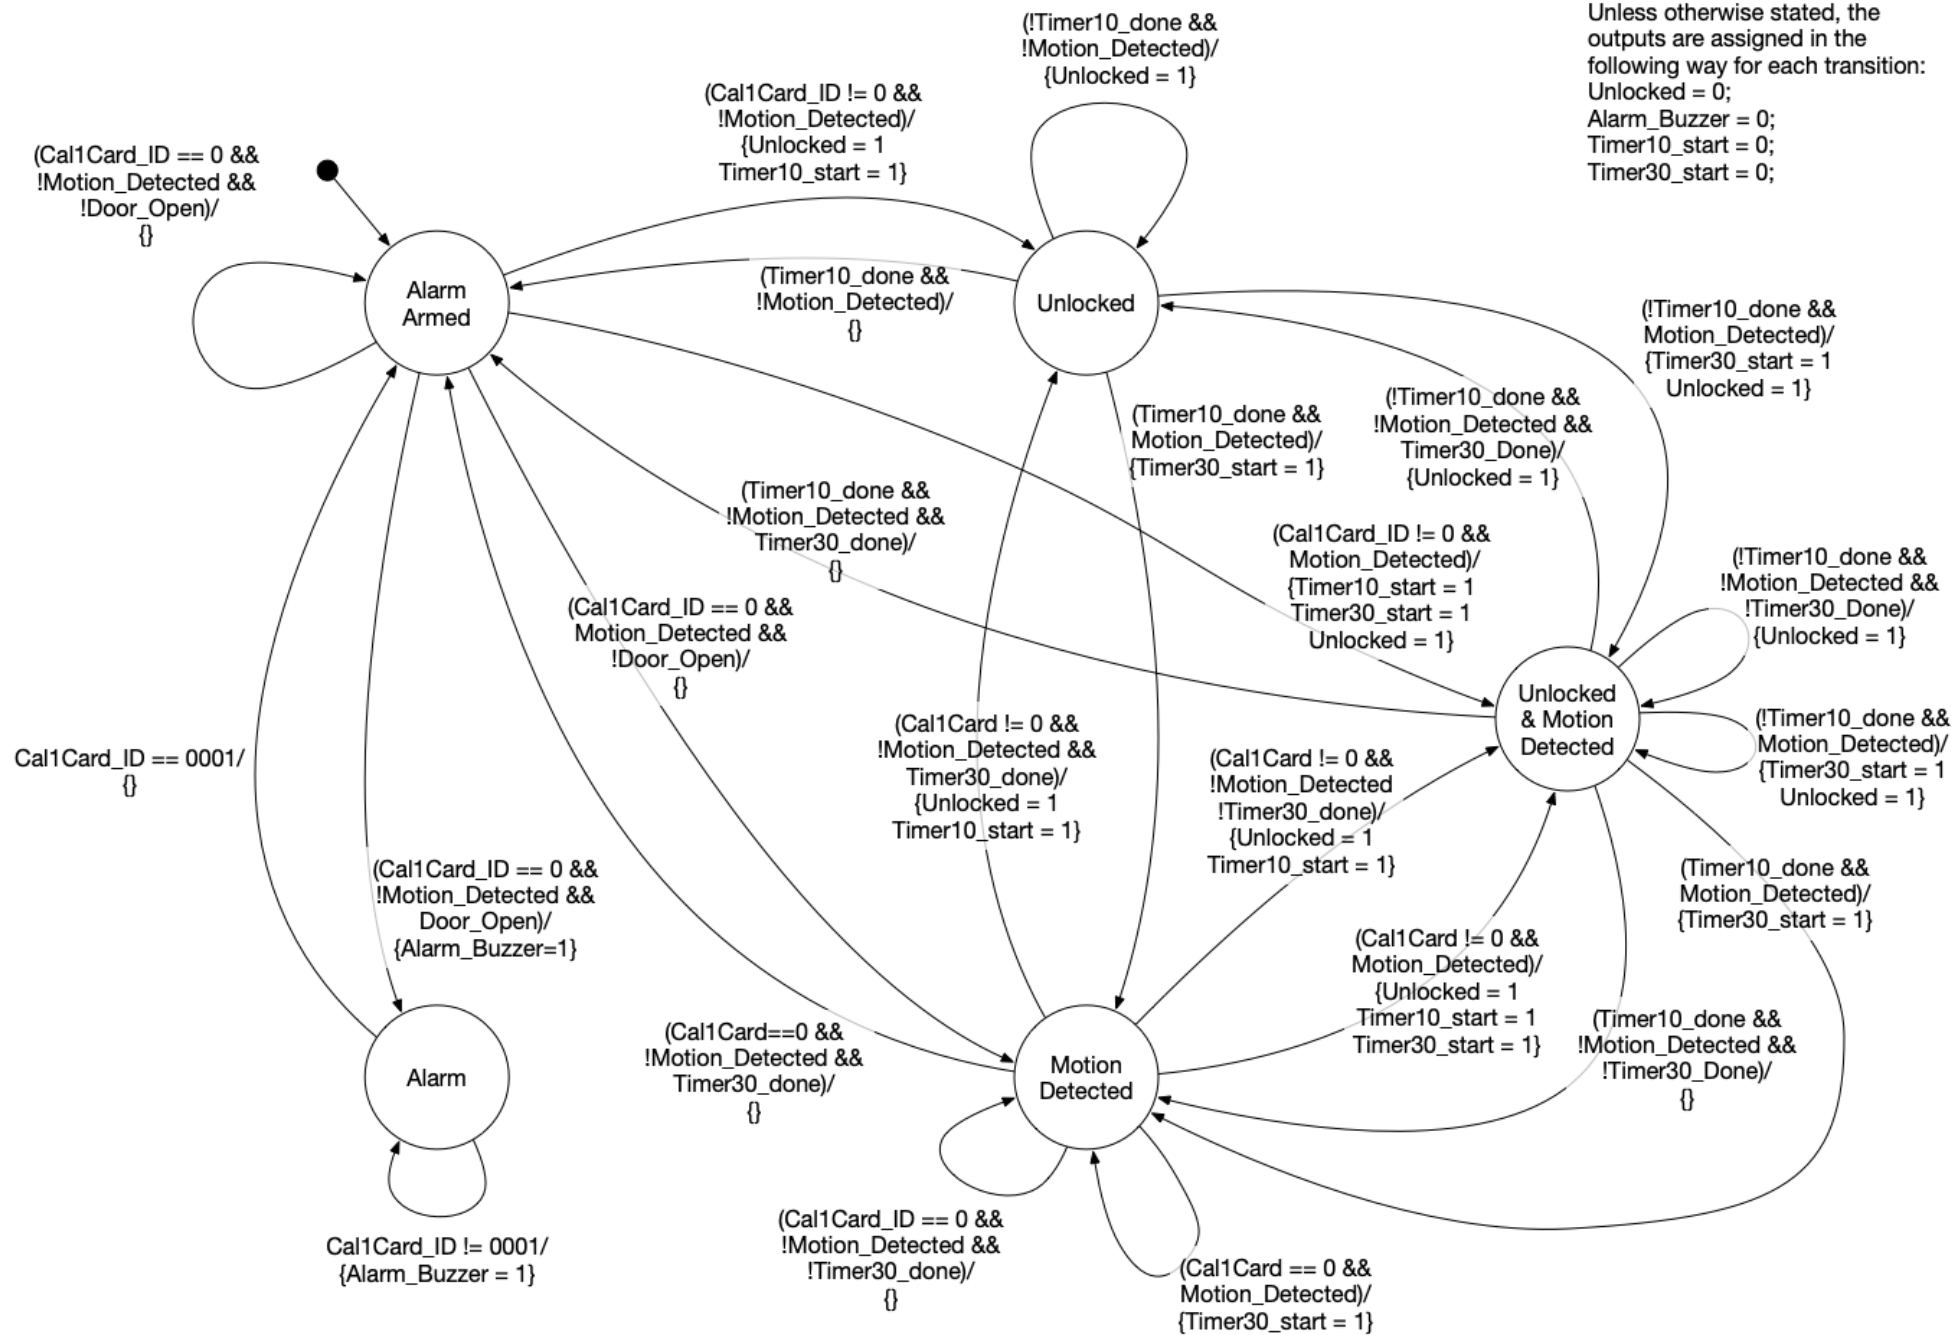 Unless otherwise stated, the
outputs are assigned in the
following way for each transition:
Unlocked = 0;
Alarm_Buzzer = 0;
Timer10_start = 0;
Timer30_start = 0;
(!Timer10_done &&
!Motion_Detected)/
{Unlocked = 1}
(Cal1Card_ID != 0 &&
!Motion_Detected)/
{Unlocked = 1
Timer10_start = 1}
(Cal1Card_ID == 0 &&
!Motion_Detected &&
!Door_Open)/
{}
Alarm
Armed
(Timer10_done &&
!Motion_Detected)/
{}
Unlocked
(!Timer10_done &&
Motion_Detected)/
{Timer30_start = 1
Unlocked = 1}
(!Timer10_done &&
!Motion_Detected &&
Timer30_Done)/
{Unlocked = 1}
(Timer10_done &&
Motion_Detected)/
{Timer30_start = 1}
(Timer10_done &&
!Motion_Detected &&
Timer30_done)/
{}
(Cal1Card_ID != 0 &&
Motion_Detected)/
{Timer10_start = 1
Timer30_start = 1
Unlocked = 1}
(!Timer10_done &&
!Motion_Detected &&
!Timer30_Done)/
{Unlocked = 1}
(Cal1Card_ID == 0 &&
Motion_Detected &&
!Door_Open)/
{}
Unlocked
& Motion
Detected
(!Timer10_done &&
Motion_Detected)/
{Timer30_start = 1
Unlocked = 1}
Cal1Card_ID == 0001/
{}
(Cal1Card != 0 &&
!Motion_Detected &&
Timer30_done)/
{Unlocked = 1
Timer10_start = 1}
(Cal1Card != 0 &&
!Motion_Detected
!Timer30_done)/
{Unlocked = 1
Timer10_start = 1}
(Cal1Card_ID == 0 &&
!Motion_Detected &&
Door_Open)/
{Alarm_Buzzer=1}
(Timer10_done &&
Motion_Detected)/
{Timer30_start = 1}
(Cal1Card != 0 &&
Motion_Detected)/
{Unlocked = 1
Timer10_start = 1
Timer30_start = 1}
(Timer10_done &&
!Motion_Detected &&
!Timer30_Done)/
{}
Alarm
(Cal1Card==0 &&
!Motion_Detected &&
Timer30_done)/
{}
Motion
Detected
Cal1Card_ID != 0001/
{Alarm_Buzzer = 1}
(Cal1Card_ID == 0 &&
!Motion_Detected &&
!Timer30_done)/
{}
(Cal1Card == 0 &&
Motion_Detected)/
{Timer30_start = 1}